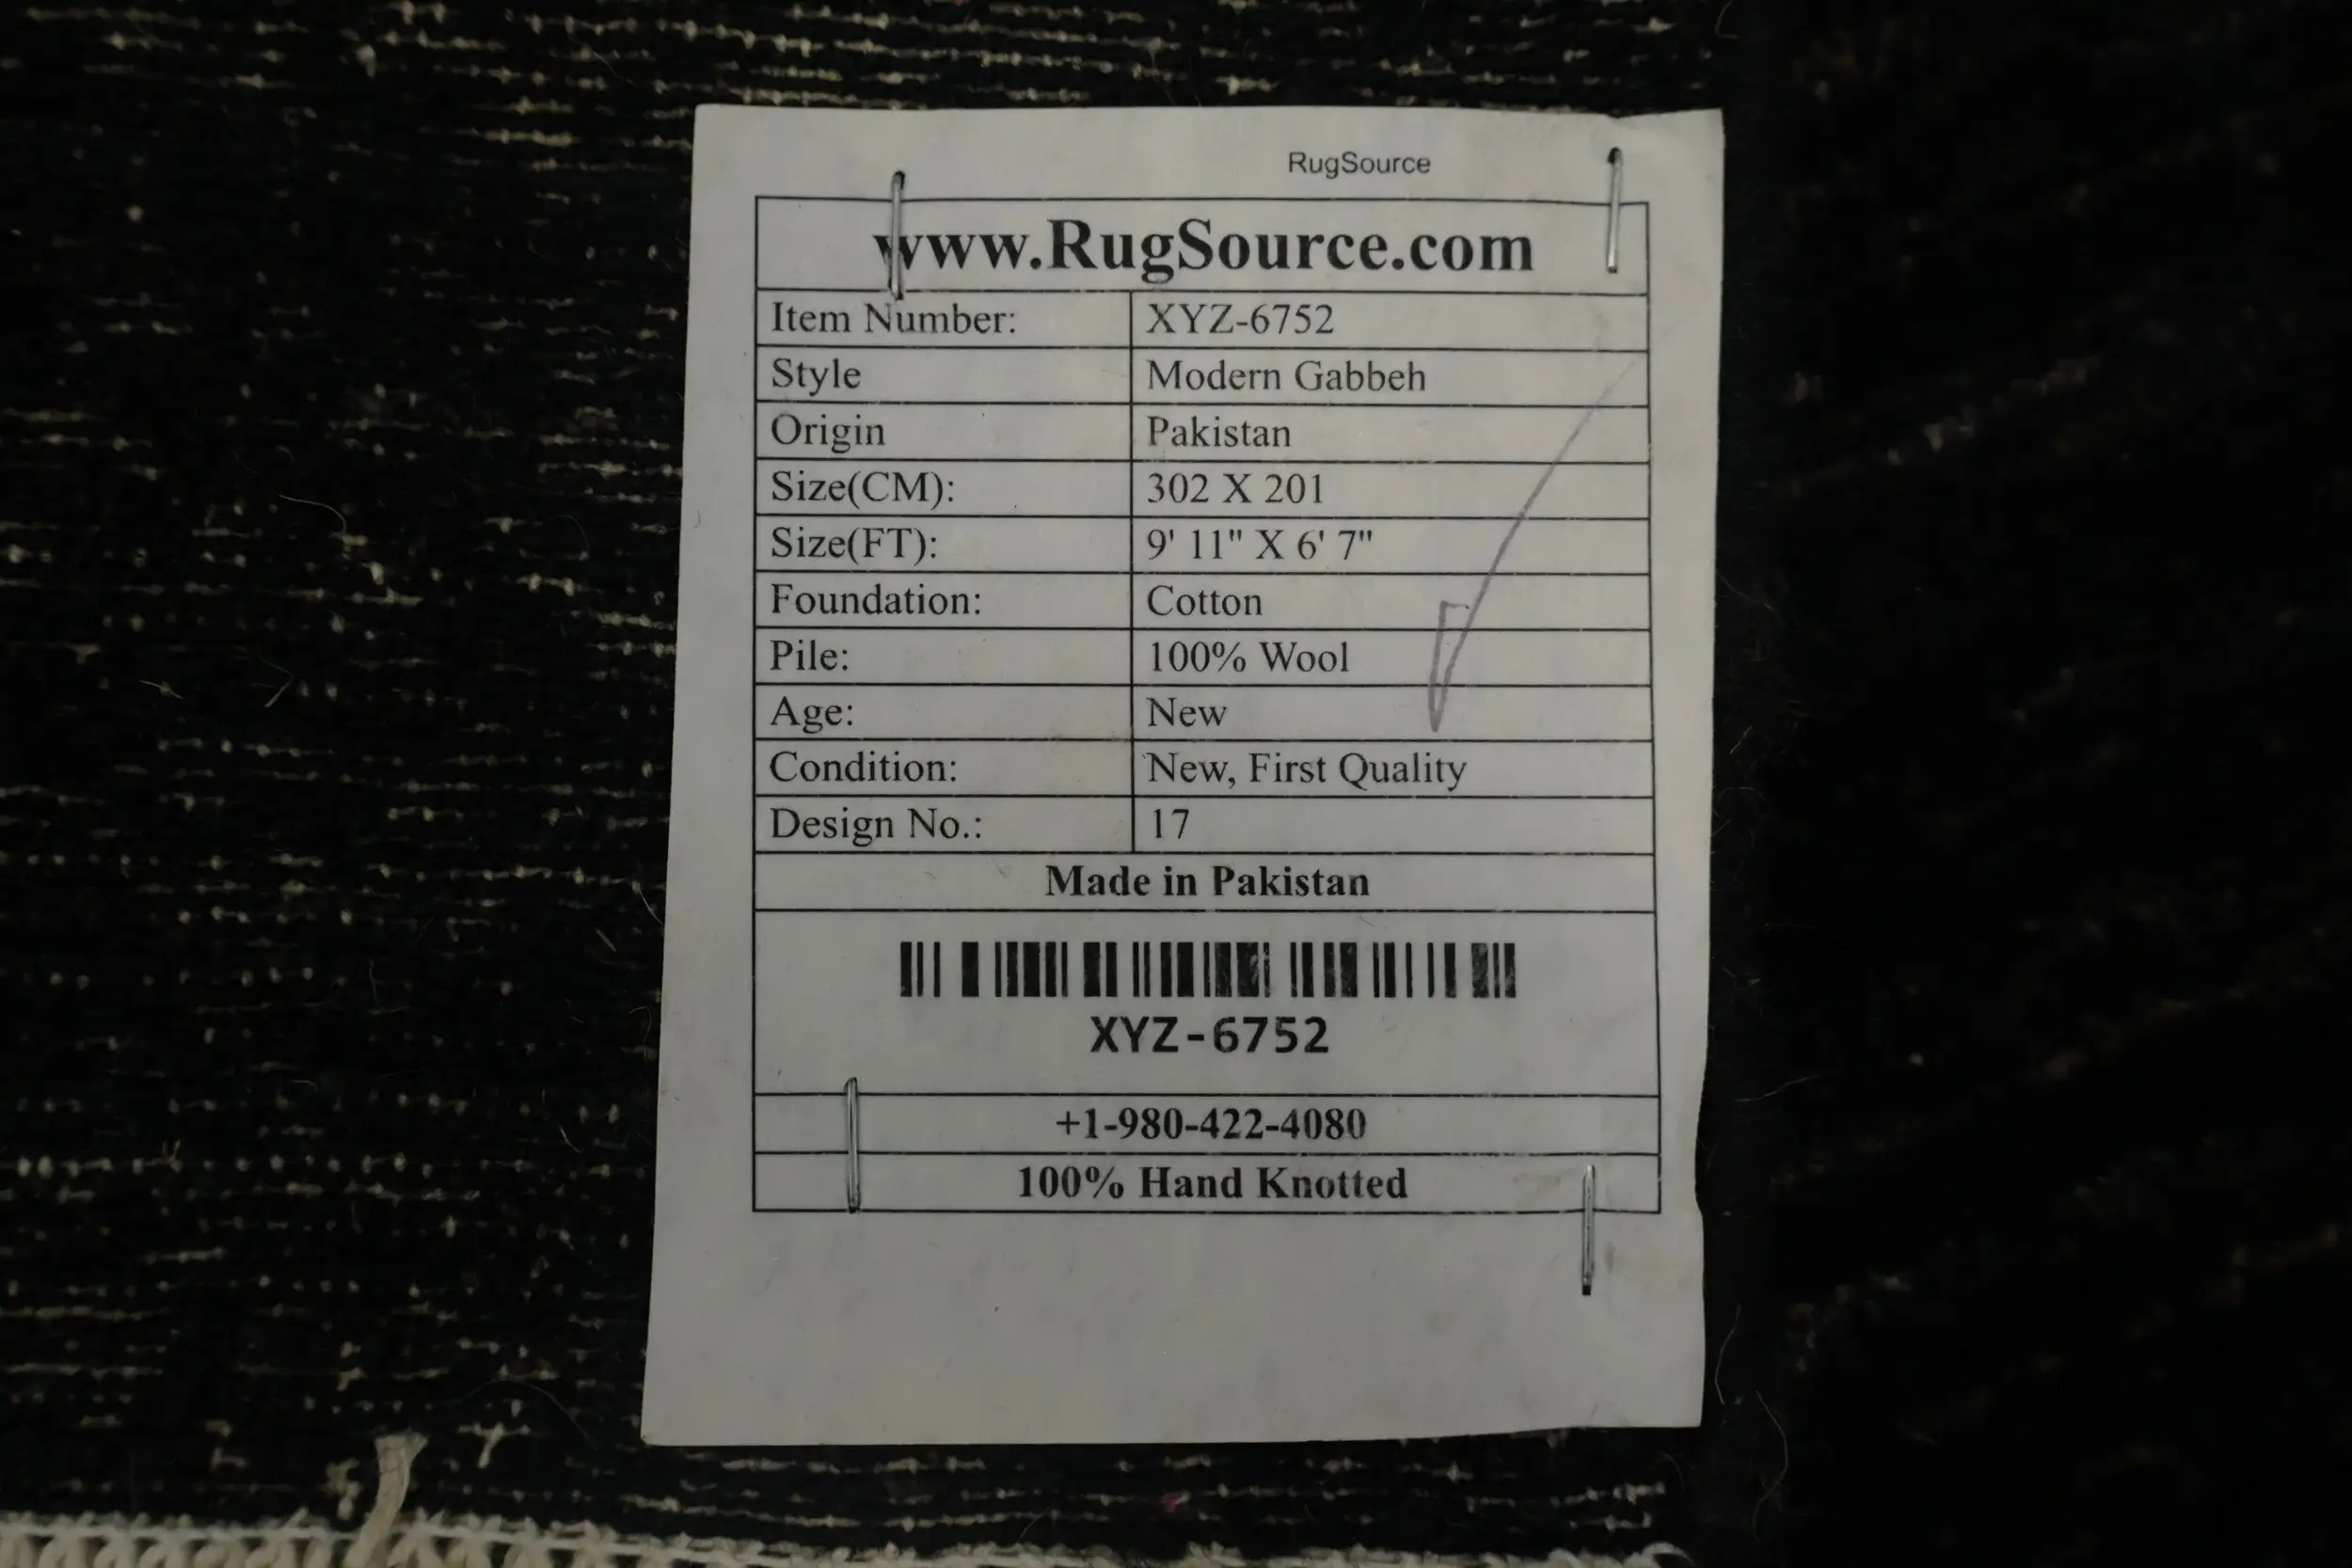 RugSource
www.RugSource.com
Item Number: XYZ-6752
Style Modern Gabbeh
Origin Pakistan
Size(CM): 302 X 201
Size(FT): 9' 11" X 6' 7"
Foundation: Cotton
Pile: 100% Wool
Age: New
Condition: New, First Quality
Design No.: 17
Made in Pakistan
XYZ-6752
+1-980-422-4080
100% Hand Knotted